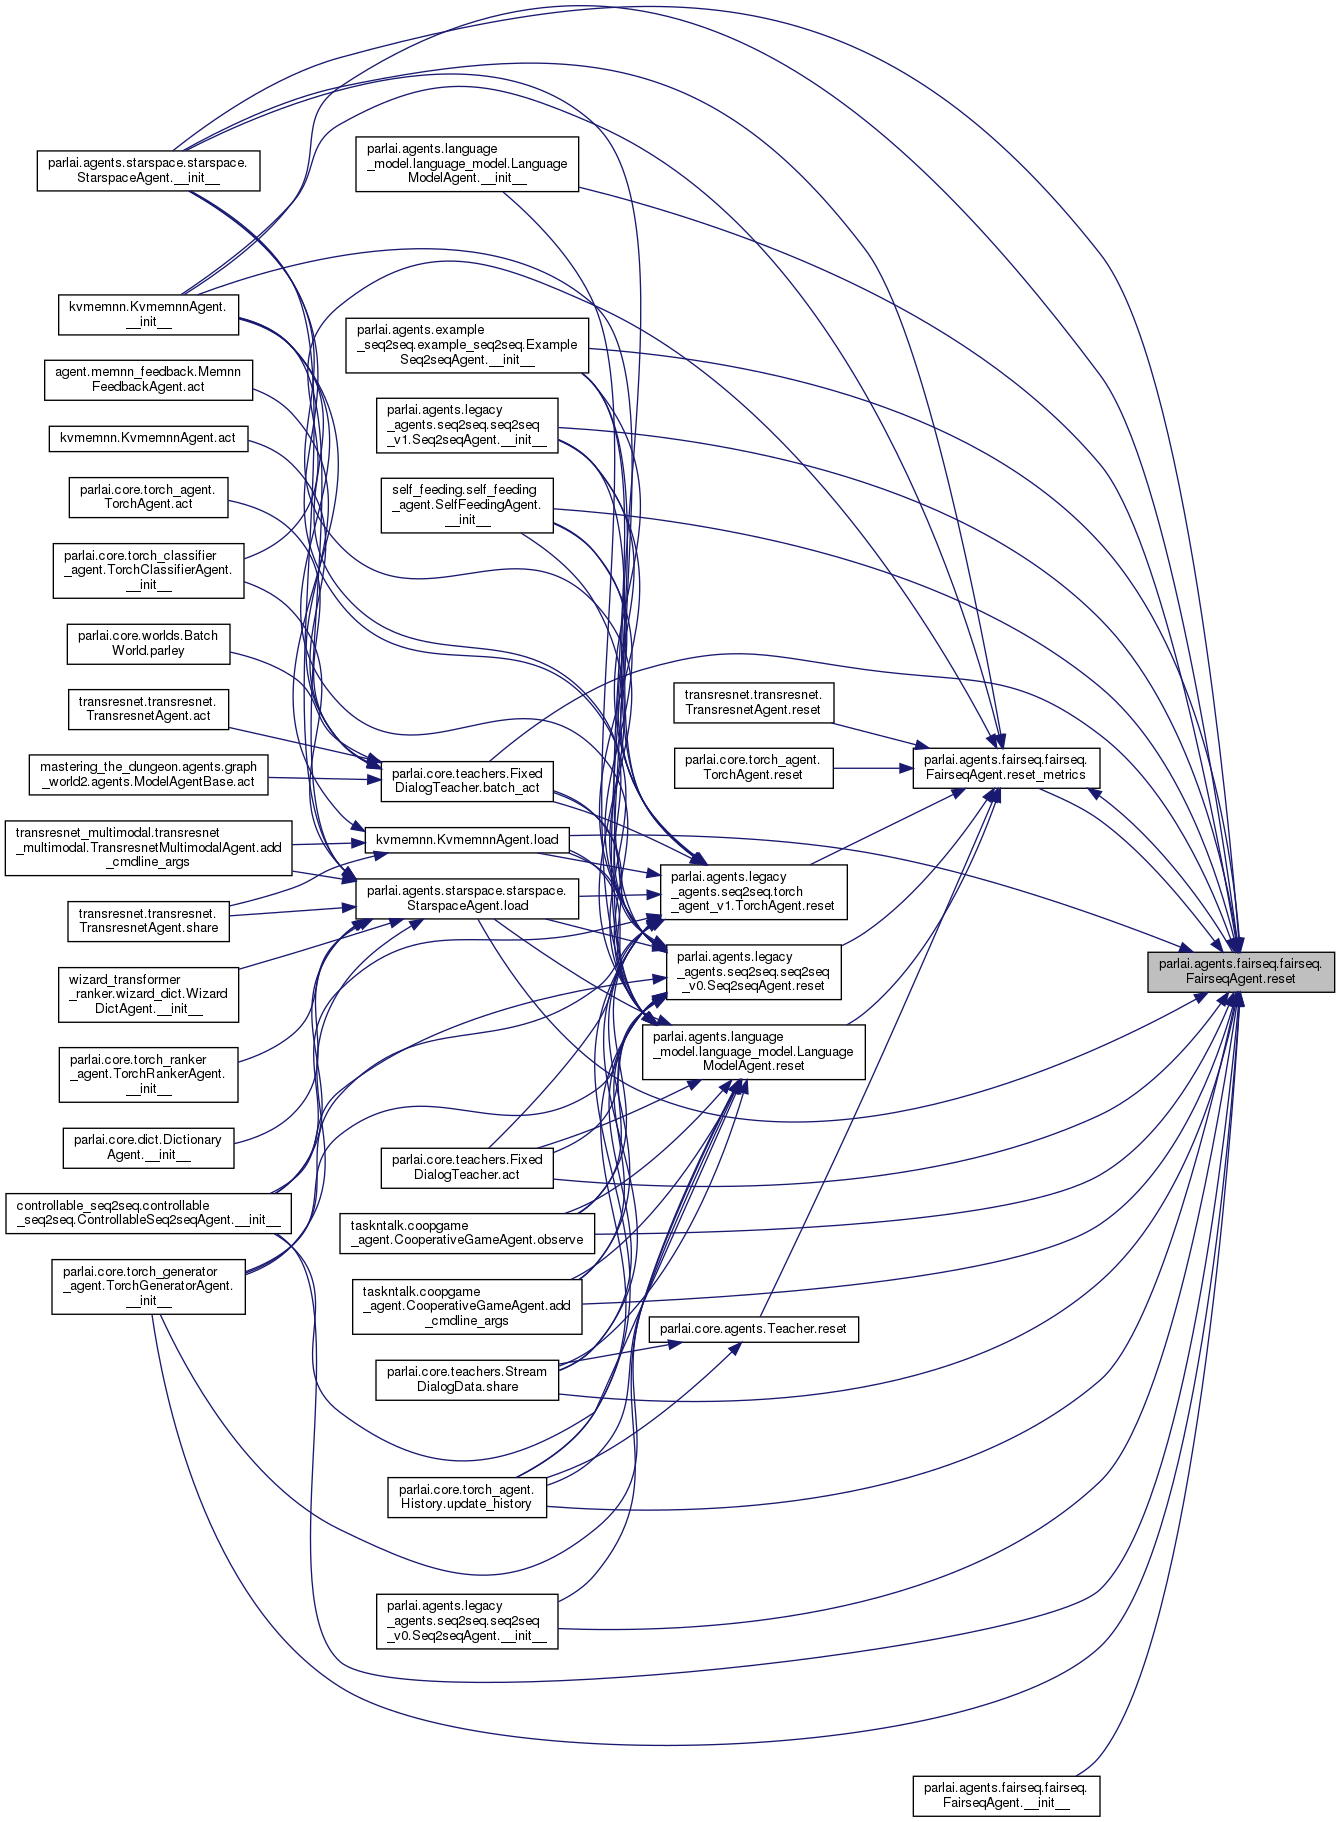 parlai.agents.starspace.starspace.
StarspaceAgent.__init__
kvmemnn.KvmemnnAgent.
__init__
agent.memnn_feedback.Memnn
FeedbackAgent.act
kvmemnn.KvmemnnAgent.act
parlai.core.torch_agent.
TorchAgent.act
parlai.core.torch_classifier
_agent.TorchClassifierAgent.
__init__
parlai.core.worlds.Batch
World.parley
transresnet.transresnet.
TransresnetAgent.act
mastering_the_dungeon.agents.graph
_world2.agents.ModelAgentBase.act
transresnet_multimodal.transresnet
_multimodal.TransresnetMultimodalAgent.add
_cmdline_args
transresnet.transresnet.
TransresnetAgent.share
wizard_transformer
_ranker.wizard_dict.Wizard
DictAgent.__init__
parlai.core.torch_ranker
_agent.TorchRankerAgent.
__init__
parlai.core.dict.Dictionary
Agent.__init__
controllable_seq2seq.controllable
_seq2seq.ControllableSeq2seqAgent.__init__
parlai.core.torch_generator
_agent.TorchGeneratorAgent.
__init__
parlai.agents.language
_model.language_model.Language
ModelAgent.__init__
parlai.agents.example
_seq2seq.example_seq2seq.Example
Seq2seqAgent.__init__
parlai.agents.legacy
_agents.seq2seq.seq2seq
_v1.Seq2seqAgent.__init__
self_feeding.self_feeding
_agent.SelfFeedingAgent.
__init__
parlai.core.teachers.Fixed
DialogTeacher.batch_act
kvmemnn.KvmemnnAgent.load
parlai.agents.starspace.starspace.
StarspaceAgent.load
parlai.core.teachers.Fixed
DialogTeacher.act
taskntalk.coopgame
_agent.CooperativeGameAgent.observe
taskntalk.coopgame
_agent.CooperativeGameAgent.add
_cmdline_args
parlai.core.teachers.Stream
DialogData.share
parlai.core.torch_agent.
History.update_history
parlai.agents.legacy
_agents.seq2seq.seq2seq
_v0.Seq2seqAgent.__init__
transresnet.transresnet.
TransresnetAgent.reset
parlai.core.torch_agent.
TorchAgent.reset
parlai.agents.legacy
_agents.seq2seq.torch
_agent_v1.TorchAgent.reset
parlai.agents.legacy
_agents.seq2seq.seq2seq
_v0.Seq2seqAgent.reset
parlai.agents.language
_model.language_model.Language
ModelAgent.reset
parlai.core.agents.Teacher.reset
parlai.agents.fairseq.fairseq.
FairseqAgent.reset_metrics
parlai.agents.fairseq.fairseq.
FairseqAgent.__init__
parlai.agents.fairseq.fairseq.
FairseqAgent.reset